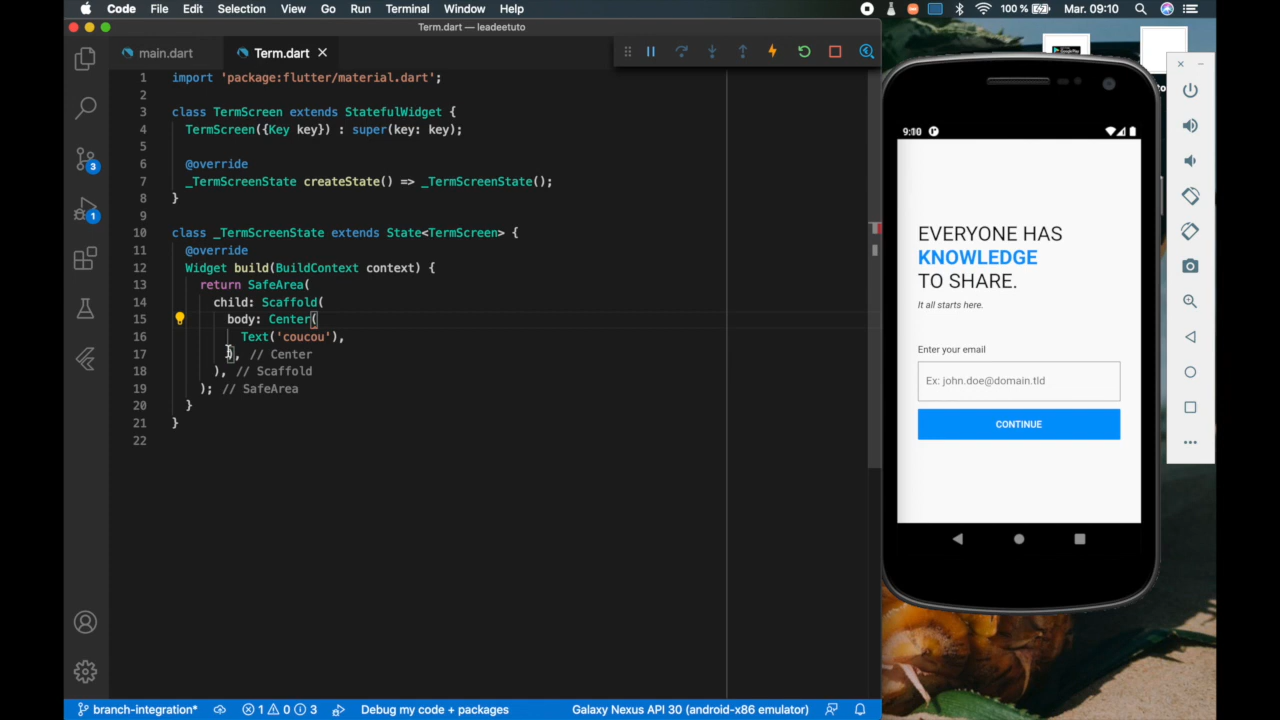 Code File Edit Selection View Go Run Terminal Window Help 100 % Mar. 09:10
Term.dart — leadeetuto
main.dart Term.dart
1 import 'package:flutter/material.dart';
2
3 class TermScreen extends StatefulWidget {
4 TermScreen({Key key}) : super(key: key);
5
6 @override
7 _TermScreenState createState() => _TermScreenState();
8 }
9
10 class _TermScreenState extends State<TermScreen> {
11 @override
12 Widget build(BuildContext context) {
13 return SafeArea(
14 child: Scaffold(
15 body: Center(
16 Text('coucou'),
17 ), // Center
18 ), // Scaffold
19 ); // SafeArea
20 }
21 }
22
3
1
9:10
EVERYONE HAS
KNOWLEDGE
TO SHARE.
It all starts here.
Enter your email
Ex: john.doe@domain.tld
CONTINUE
branch-integration* 1 0 3 Debug my code + packages Galaxy Nexus API 30 (android-x86 emulator)